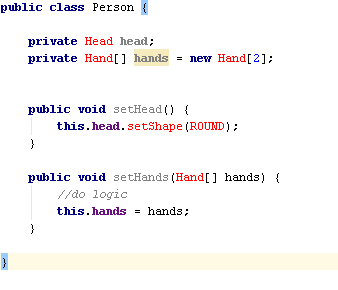 public class Person {
private Head head;
private Hand[] hands = new Hand[2];
public void setHead() {
this.head.setShape(ROUND);
}
public void setHands(Hand[] hands) {
//do logic
this.hands = hands;
}
}